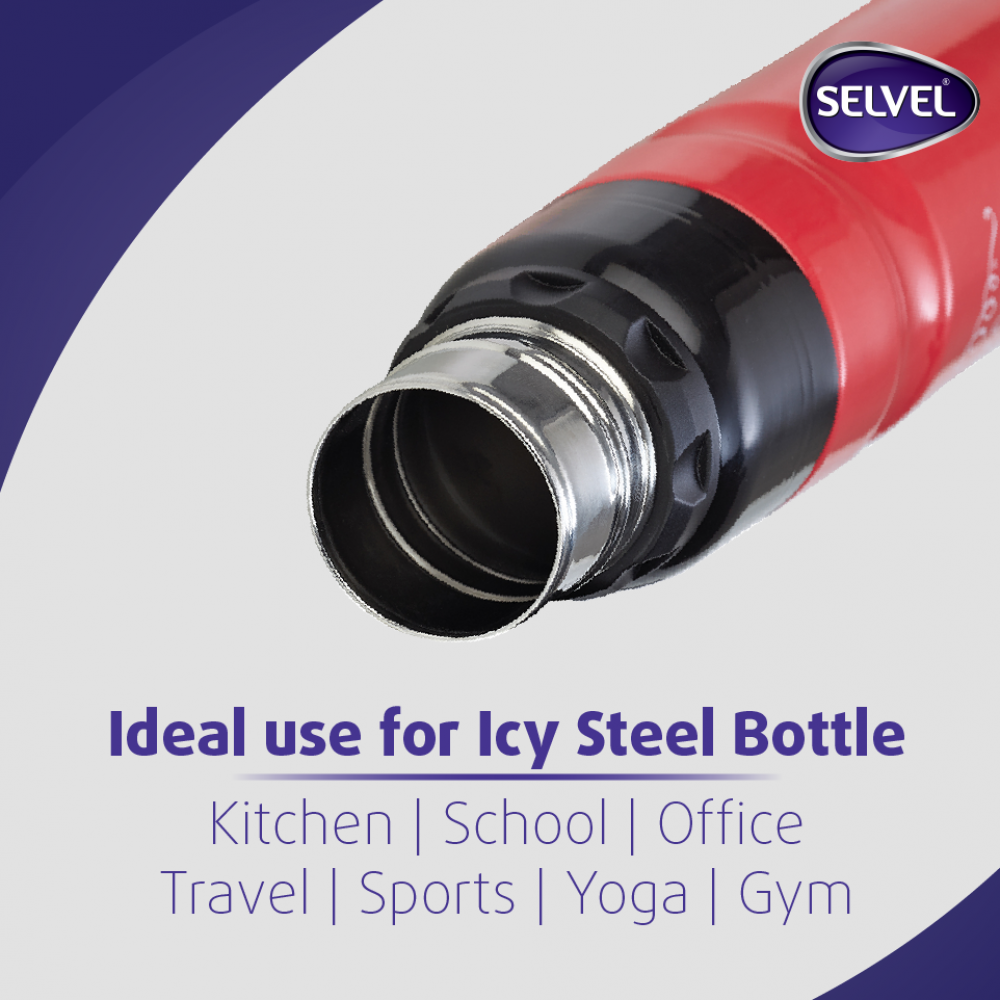 SELVEL®
Ideal use for Icy Steel Bottle
Kitchen | School | Office
Travel | Sports | Yoga | Gym